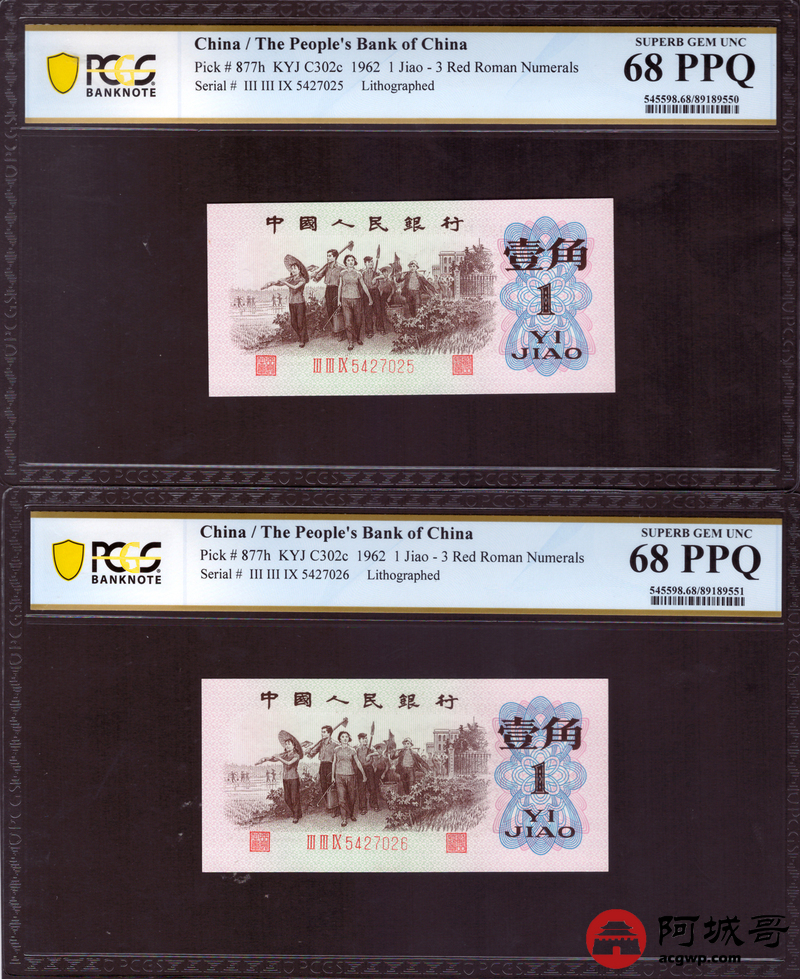 PCGS BANKNOTE
China / The People's Bank of China
Pick # 877h KYJ C302c 1962 1 Jiao - 3 Red Roman Numerals
Serial # III III IX 5427025 Lithographed
SUPERB GEM UNC
68 PPQ
545598.68/89189550
中國人民銀行
壹角
1
YI
JIAO
III III IX 5427025
PCGS BANKNOTE
China / The People's Bank of China
Pick # 877h KYJ C302c 1962 1 Jiao - 3 Red Roman Numerals
Serial # III III IX 5427026 Lithographed
SUPERB GEM UNC
68 PPQ
545598.68/89189551
中國人民銀行
壹角
1
YI
JIAO
III III IX 5427026
阿城哥
acgwp.com